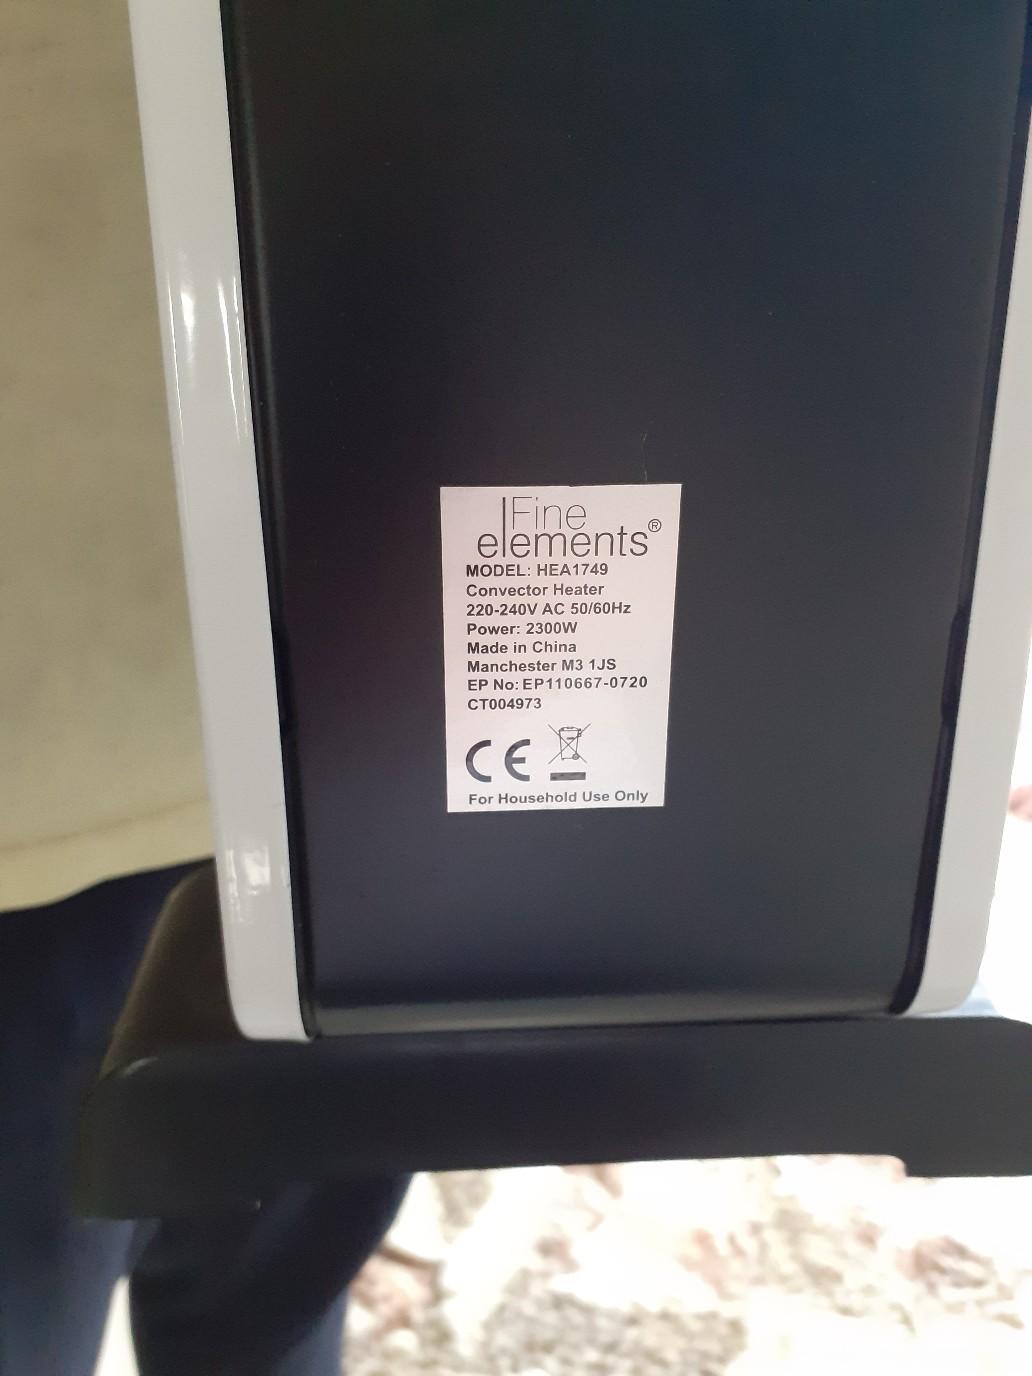 Fine
elements®
MODEL: HEA1749
Convector Heater
220-240V AC 50/60Hz
Power: 2300W
Made in China
Manchester M3 1JS
EP No: EP110667-0720
CT004973
CE
For Household Use Only